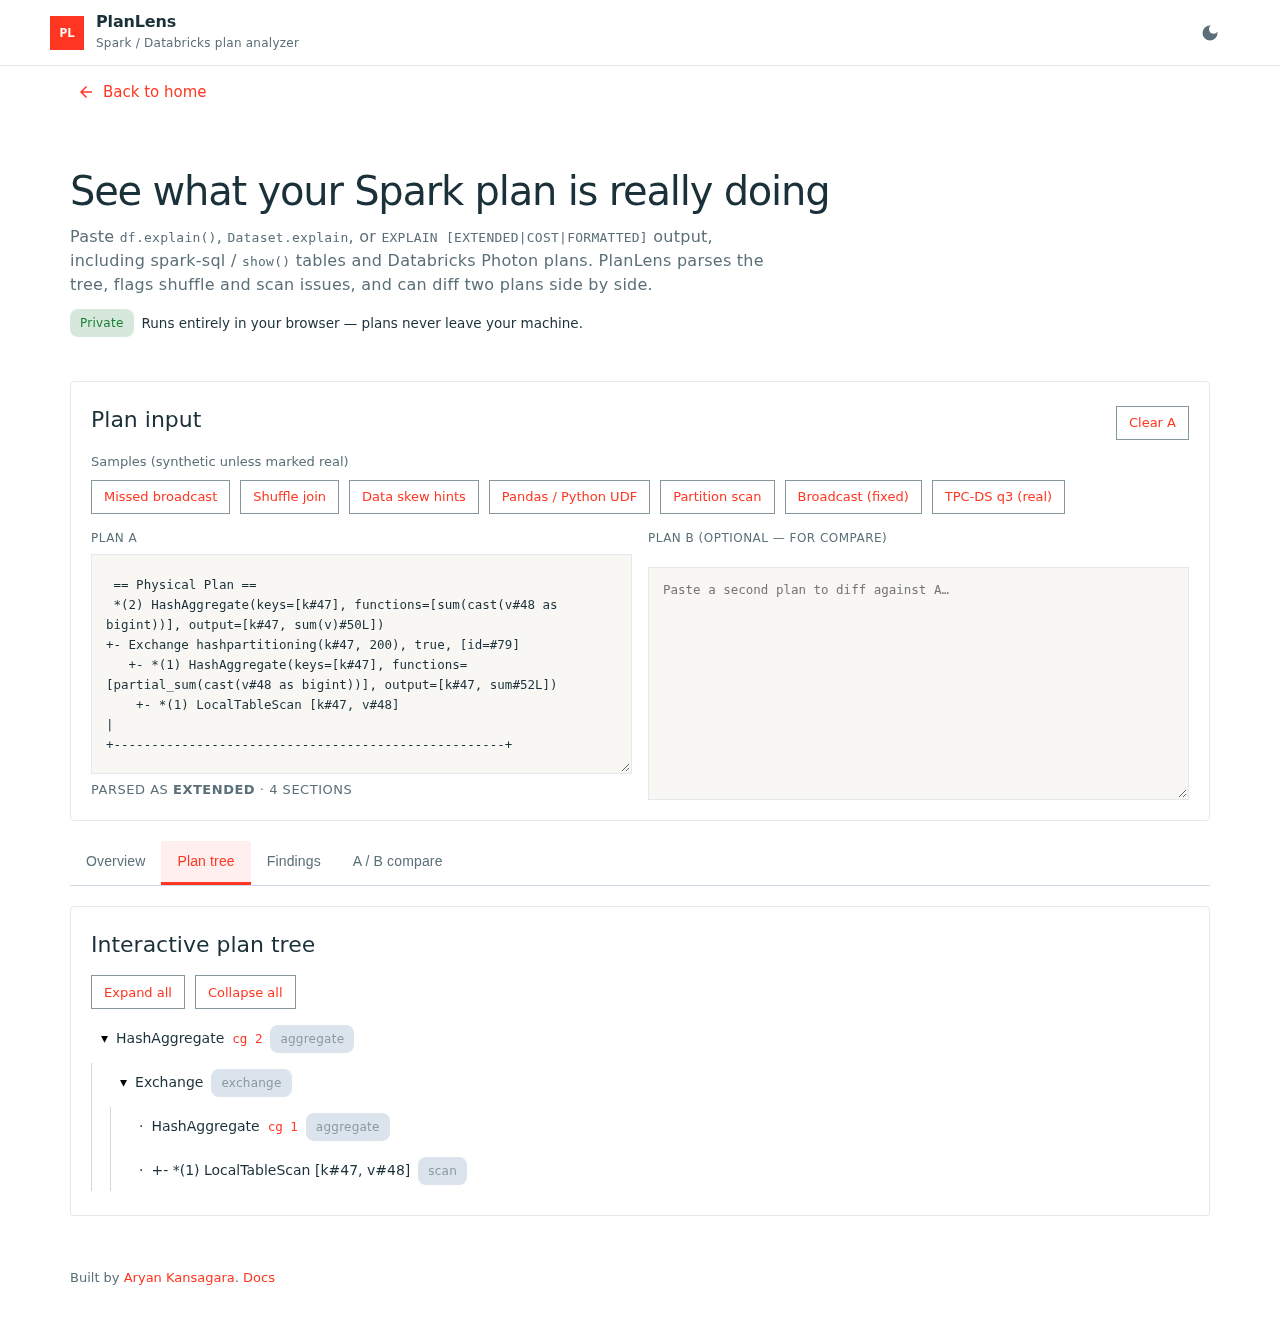 PL
PlanLens
Spark / Databricks plan analyzer
← Back to home
See what your Spark plan is really doing
Paste df.explain(), Dataset.explain, or EXPLAIN [EXTENDED|COST|FORMATTED] output,
including spark-sql / show() tables and Databricks Photon plans. PlanLens parses the
tree, flags shuffle and scan issues, and can diff two plans side by side.
Private Runs entirely in your browser — plans never leave your machine.
Plan input
Clear A
Samples (synthetic unless marked real)
Missed broadcast Shuffle join Data skew hints Pandas / Python UDF Partition scan Broadcast (fixed) TPC-DS q3 (real)
PLAN A
== Physical Plan ==
*(2) HashAggregate(keys=[k#47], functions=[sum(cast(v#48 as
bigint))], output=[k#47, sum(v)#50L])
+- Exchange hashpartitioning(k#47, 200), true, [id=#79]
+- *(1) HashAggregate(keys=[k#47], functions=
[partial_sum(cast(v#48 as bigint))], output=[k#47, sum#52L])
+- *(1) LocalTableScan [k#47, v#48]
|
+----------------------------------------------------+
PARSED AS EXTENDED · 4 SECTIONS
PLAN B (OPTIONAL — FOR COMPARE)
Paste a second plan to diff against A…
Overview Plan tree Findings A / B compare
Interactive plan tree
Expand all Collapse all
▾ HashAggregate cg 2 aggregate
▾ Exchange exchange
· HashAggregate cg 1 aggregate
· +- *(1) LocalTableScan [k#47, v#48] scan
Built by Aryan Kansagara. Docs